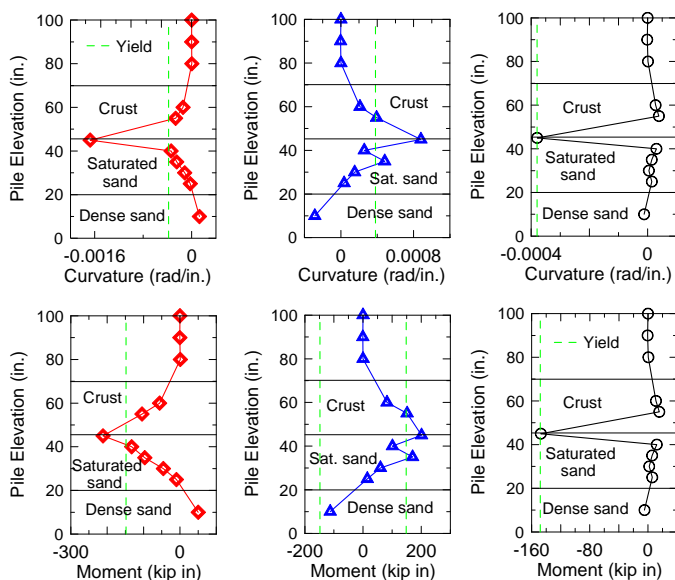 Pile Elevation (in.)
100
80
60
40
20
0
Yield
Crust
Saturated
sand
Dense sand
-0.0016
0
Curvature (rad/in.)
Pile Elevation (in.)
100
80
60
40
20
0
Crust
Sat. sand
Dense sand
0
0.0008
Curvature (rad/in.)
Pile Elevation (in.)
100
80
60
40
20
0
Crust
Saturated
sand
Dense sand
-0.0004
0
Curvature (rad/in.)
Pile Elevation (in.)
100
80
60
40
20
0
Crust
Saturated
sand
Dense sand
-300
0
Moment (kip in)
Pile Elevation (in.)
100
80
60
40
20
0
Crust
Sat. sand
Dense sand
-200
0
200
Moment (kip in)
Pile Elevation (in.)
100
80
60
40
20
0
Yield
Crust
Saturated
sand
Dense sand
-160
-80
0
Moment (kip in)